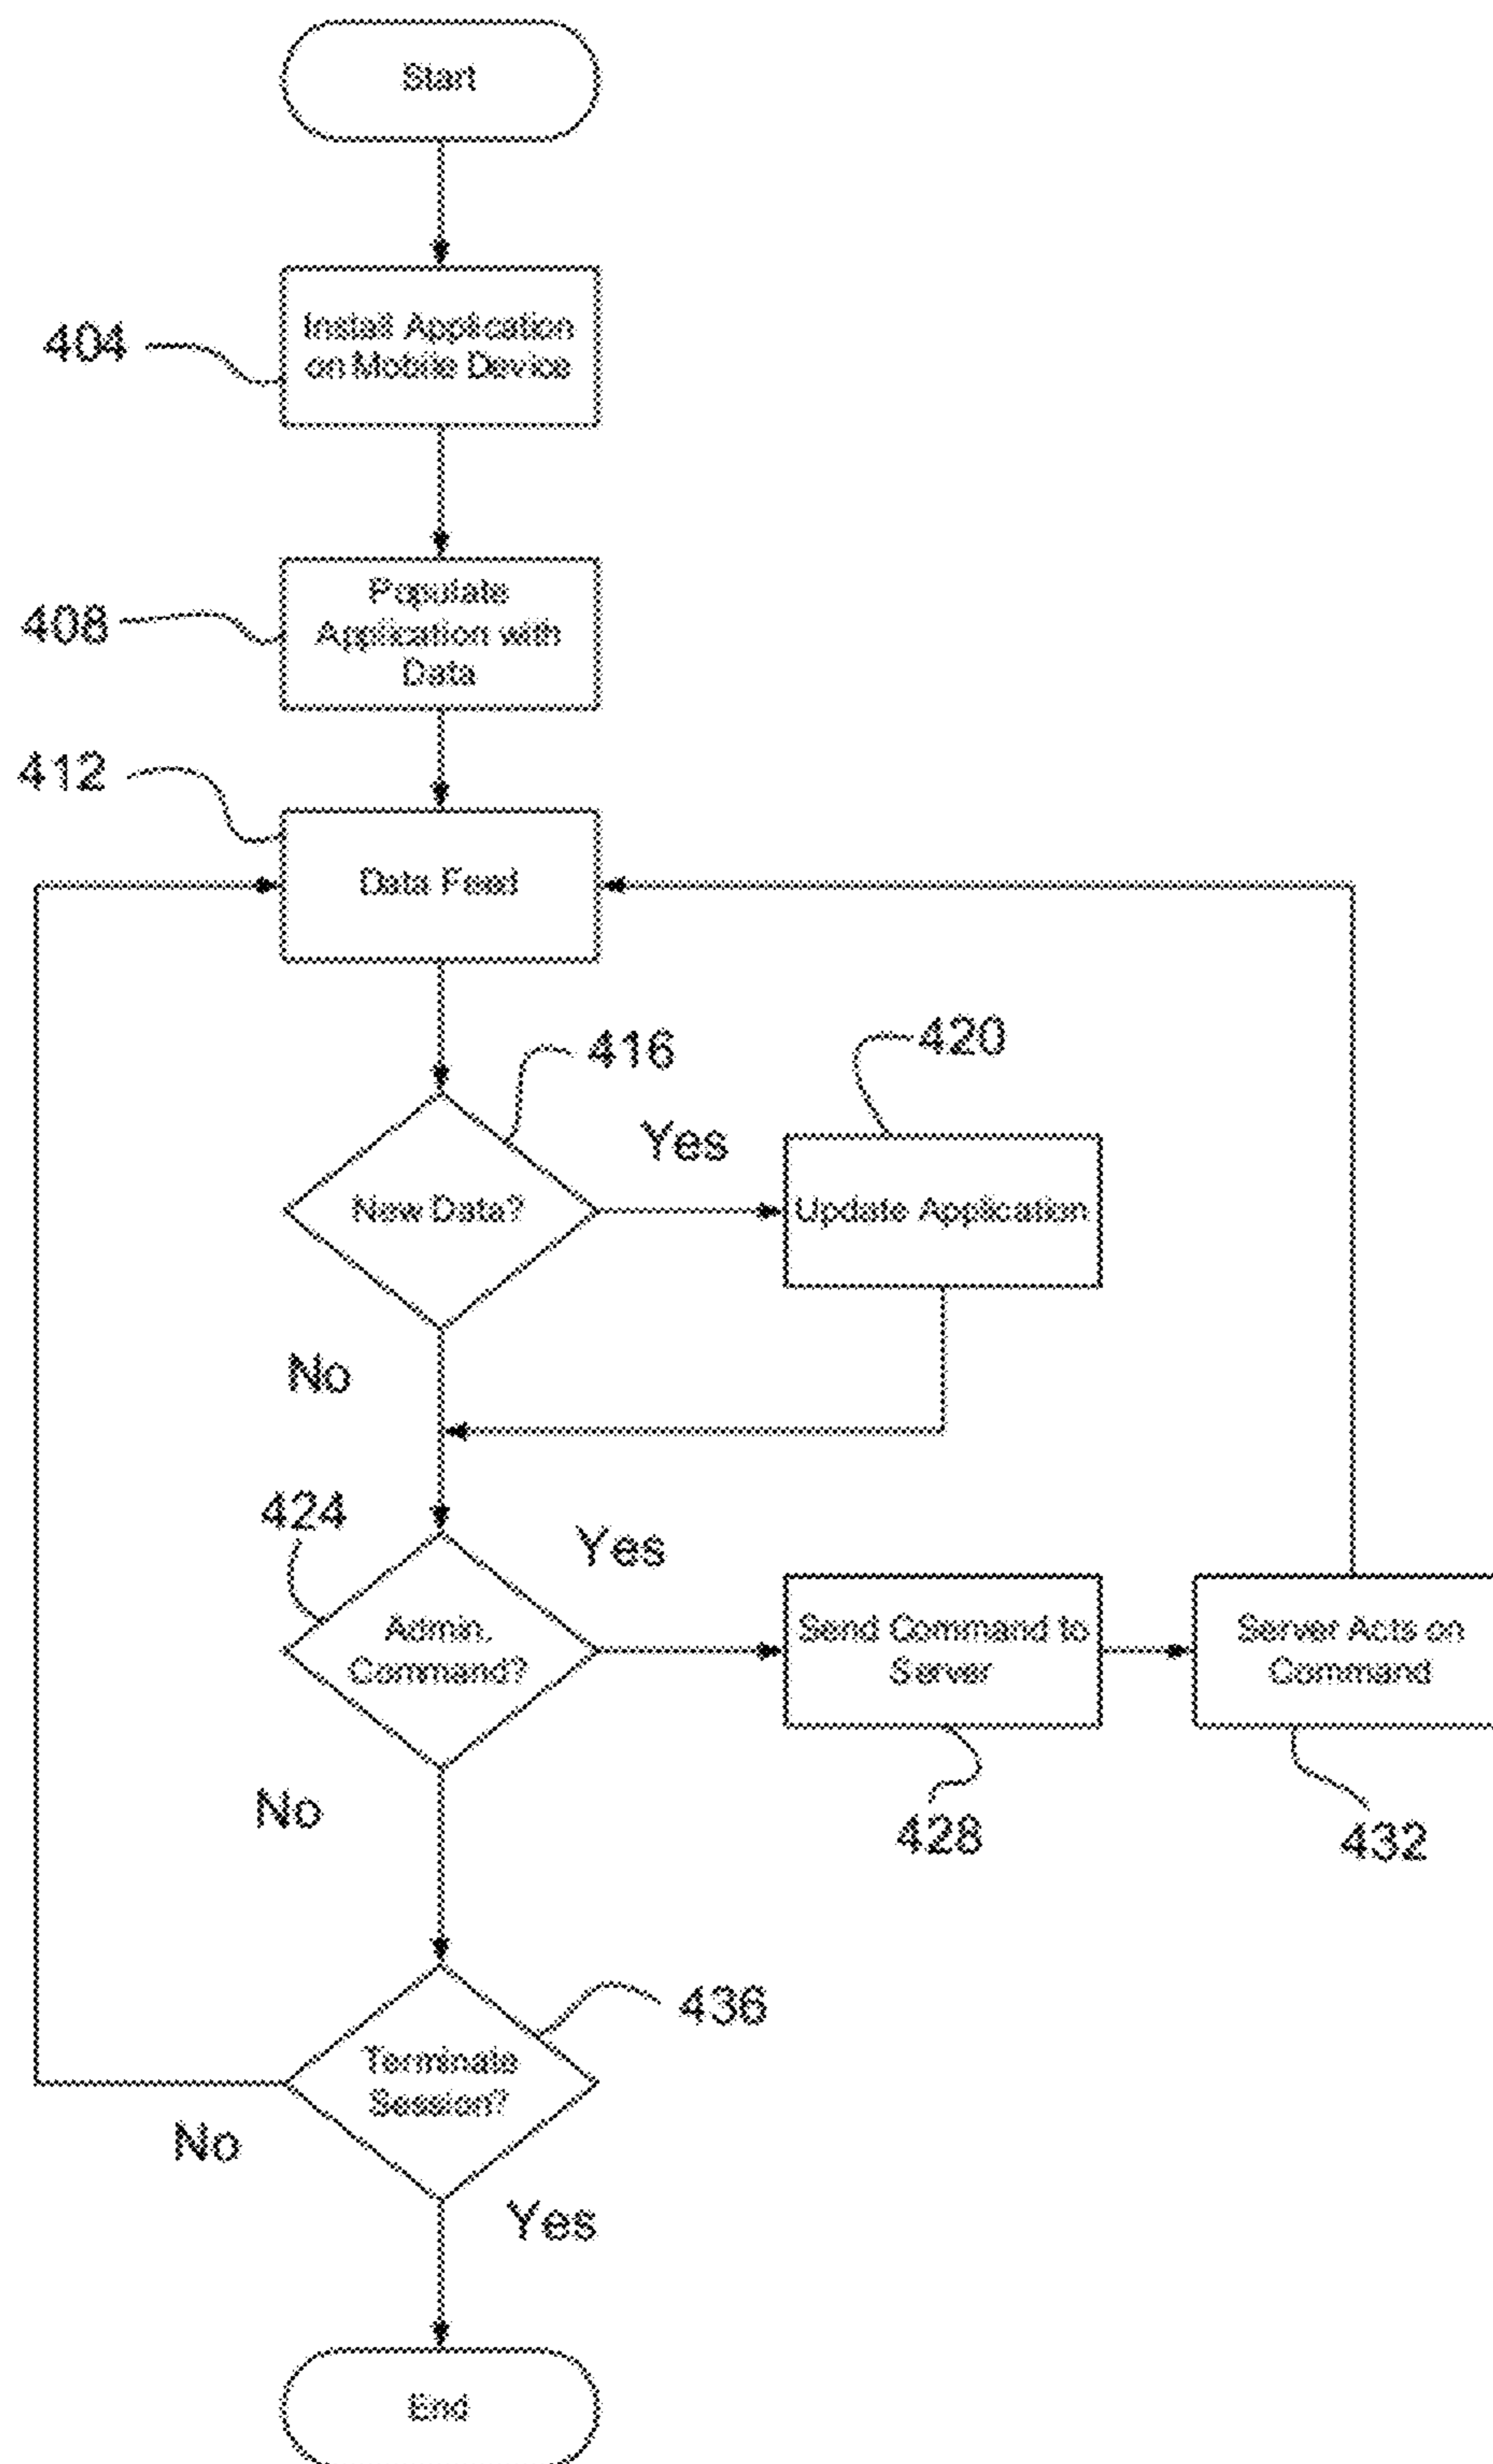 Start
404
Install Application
on Mobile Device
408
Populate
Application with
Data
412
Data Feed
416
420
Yes
New Data?
Update Application
No
424
Yes
Admin.
Command?
Send Command to
Server
Server Acts on
Command
No
428
432
436
Terminate
Session?
No
Yes
End